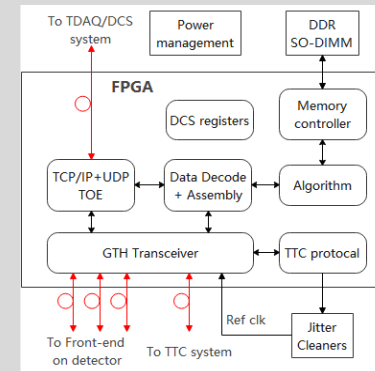 To TDAQ/DCS
system
Power
management
DDR
SO-DIMM
FPGA
DCS registers
Memory
controller
TCP/IP+UDP
TOE
Data Decode
+ Assembly
Algorithm
GTH Transceiver
TTC protocal
Ref clk
Jitter
Cleaners
To Front-end
on detector
To TTC system